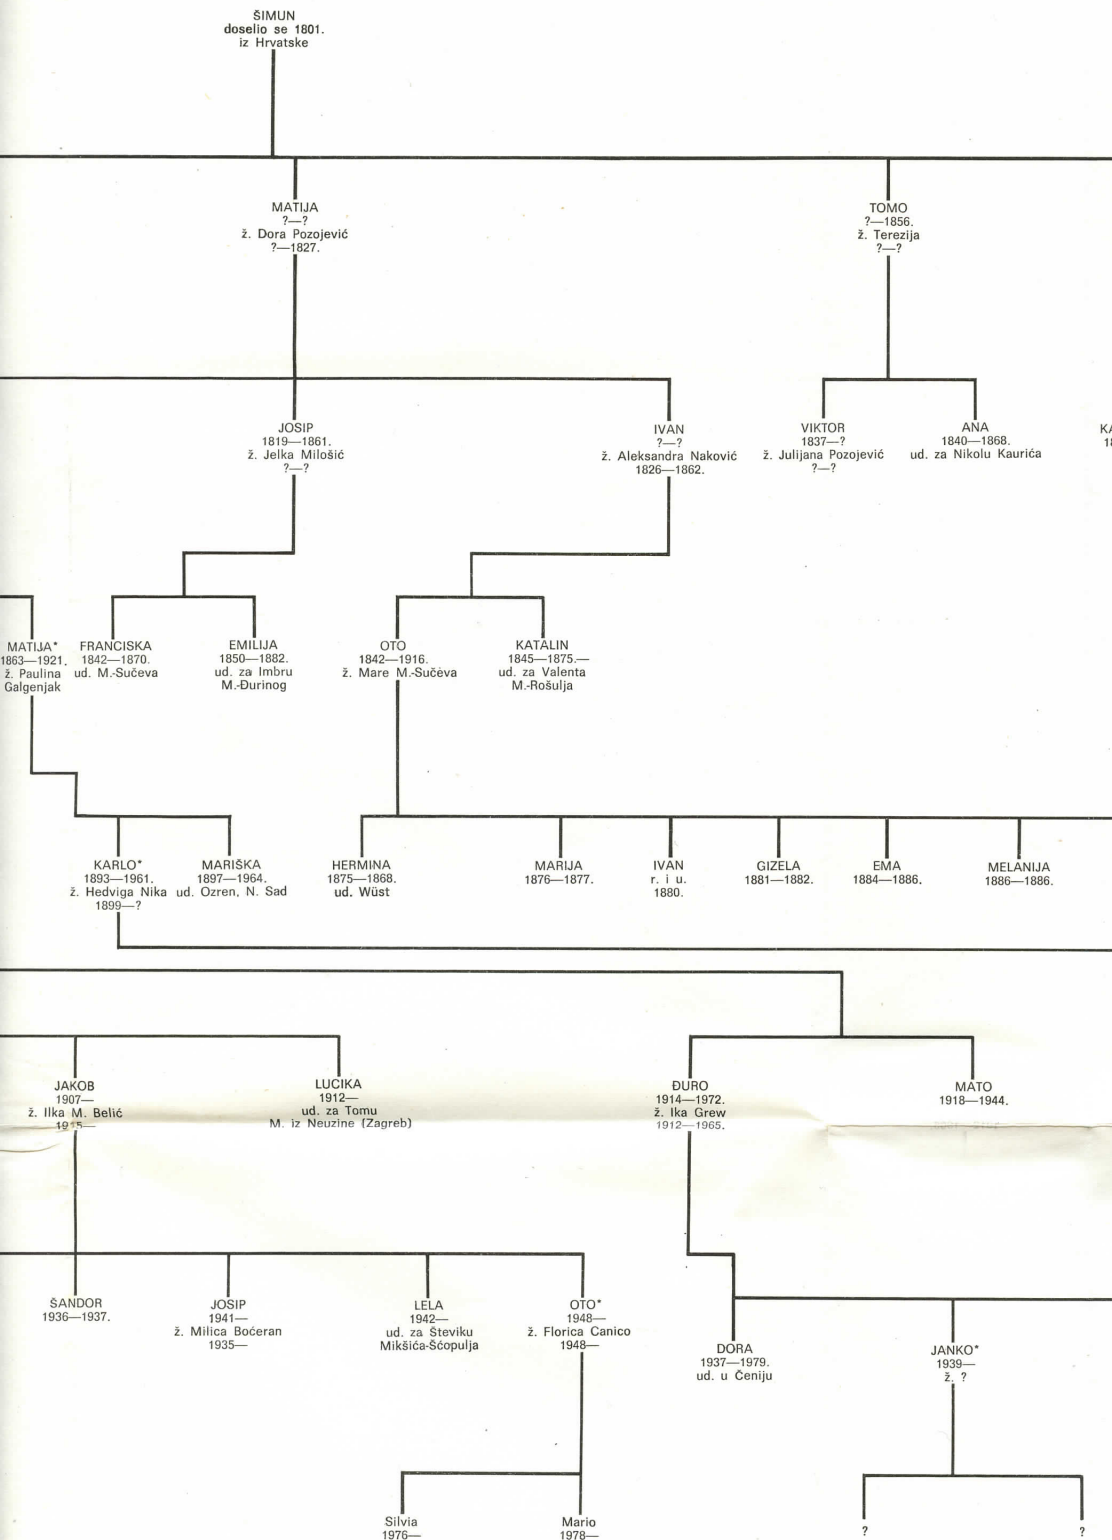 ŠIMUN
doselio se 1801.
iz Hrvatske
MATIJA
?—?
ž. Dora Pozojević
?—1827.
TOMO
?—1856.
ž. Terezija
?—?
JOSIP
1819—1861.
ž. Jelka Milošić
?—?
IVAN
?—?
ž. Aleksandra Naković
1826—1862.
VIKTOR
1837—?
ž. Julijana Pozojević
?—?
ANA
1840—1868.
ud. za Nikolu Kaurića
KA
18
MATIJA*
1863—1921.
ž. Paulina
Galgenjak
FRANCISKA
1842—1870.
ud. M.-Sučeva
EMILIJA
1850—1882.
ud. za Imbru
M.-Đurinog
OTO
1842—1916.
ž. Mare M.-Sučeva
KATALIN
1845—1875.—
ud. za Valenta
M.-Rošulja
KARLO*
1893—1961.
ž. Hedviga Nika
1899—?
MARIŠKA
1897—1964.
ud. Ozren, N. Sad
HERMINA
1875—1868.
ud. Wüst
MARIJA
1876—1877.
IVAN
r. i u.
1880.
GIZELA
1881—1882.
EMA
1884—1886.
MELANIJA
1886—1886.
JAKOB
1907—
ž. Ilka M. Belić
1915—
LUCIKA
1912—
ud. za Tomu
M. iz Neuzine (Zagreb)
ĐURO
1914—1972.
ž. Ika Grew
1912—1965.
MATO
1918—1944.
ŠANDOR
1936—1937.
JOSIP
1941—
ž. Milica Boćeran
1935—
LELA
1942—
ud. za Števiku
Mikšića-Šćopulja
OTO*
1948—
ž. Florica Canico
1948—
DORA
1937—1979.
ud. u Čeniju
JANKO*
1939—
ž. ?
Silvia
1976—
Mario
1978—
?
?